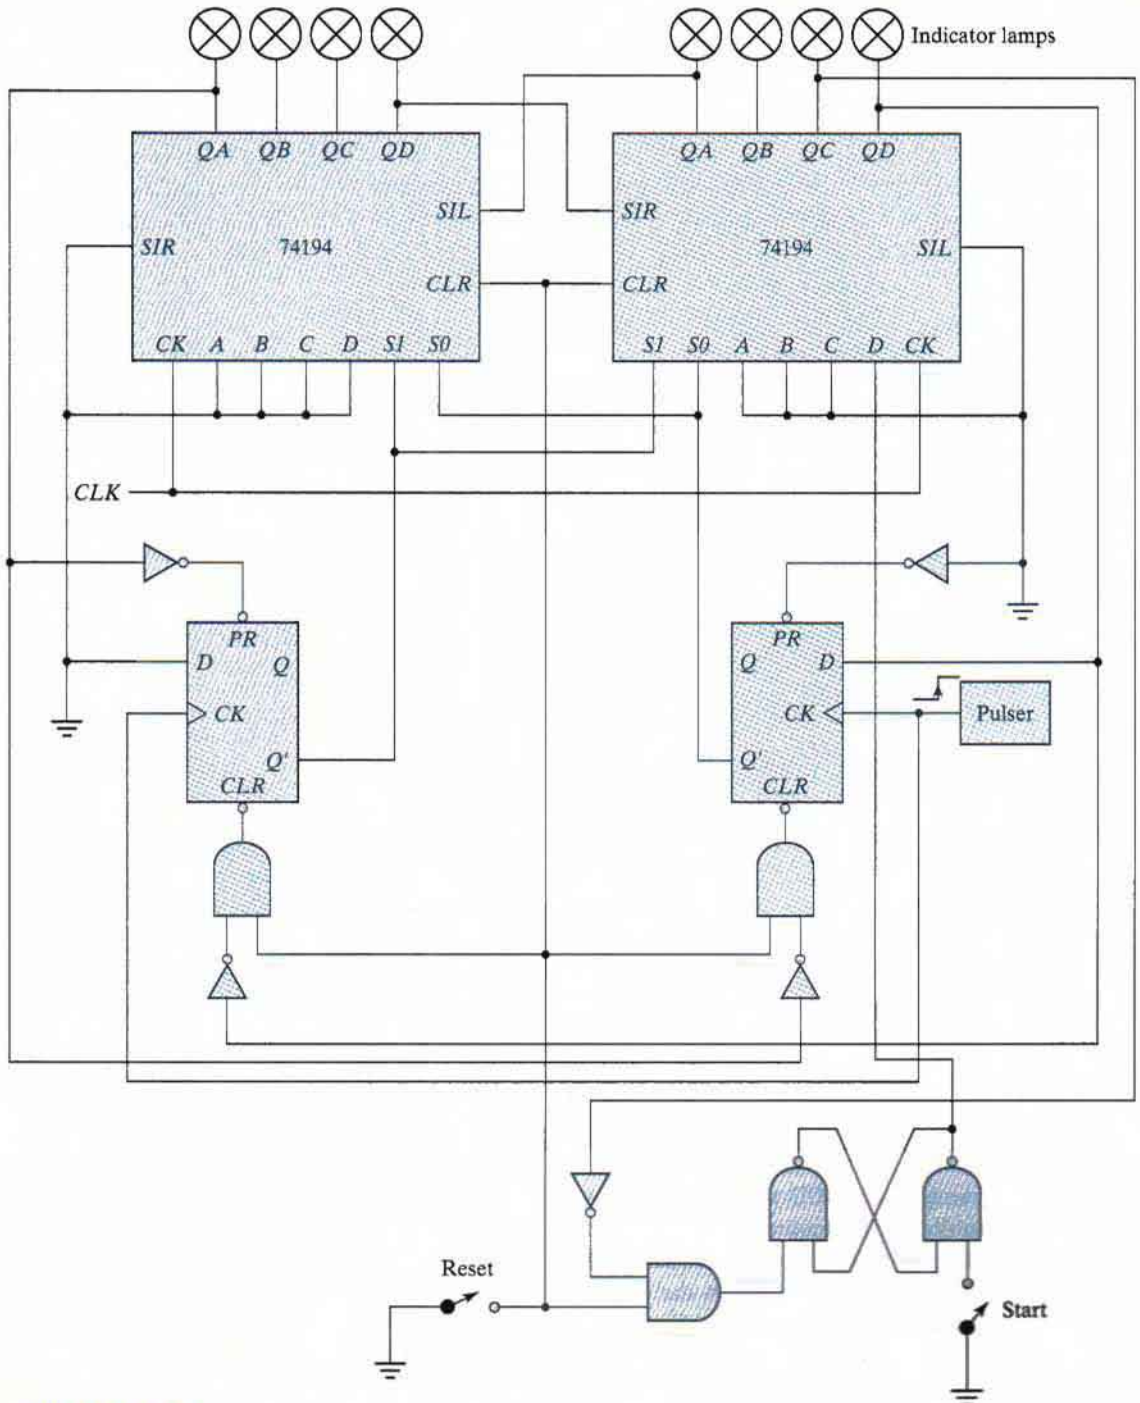 Indicator lamps
QA QB QC QD
QA QB QC QD
SIL
SIR
SIR
74194
74194
SIL
CLR
CLR
CK A B C D S1 S0
S1 S0 A B C D CK
CLK
PR
PR
D Q
Q D
CK
CK
Pulser
Q'
Q'
CLR
CLR
Reset
Start